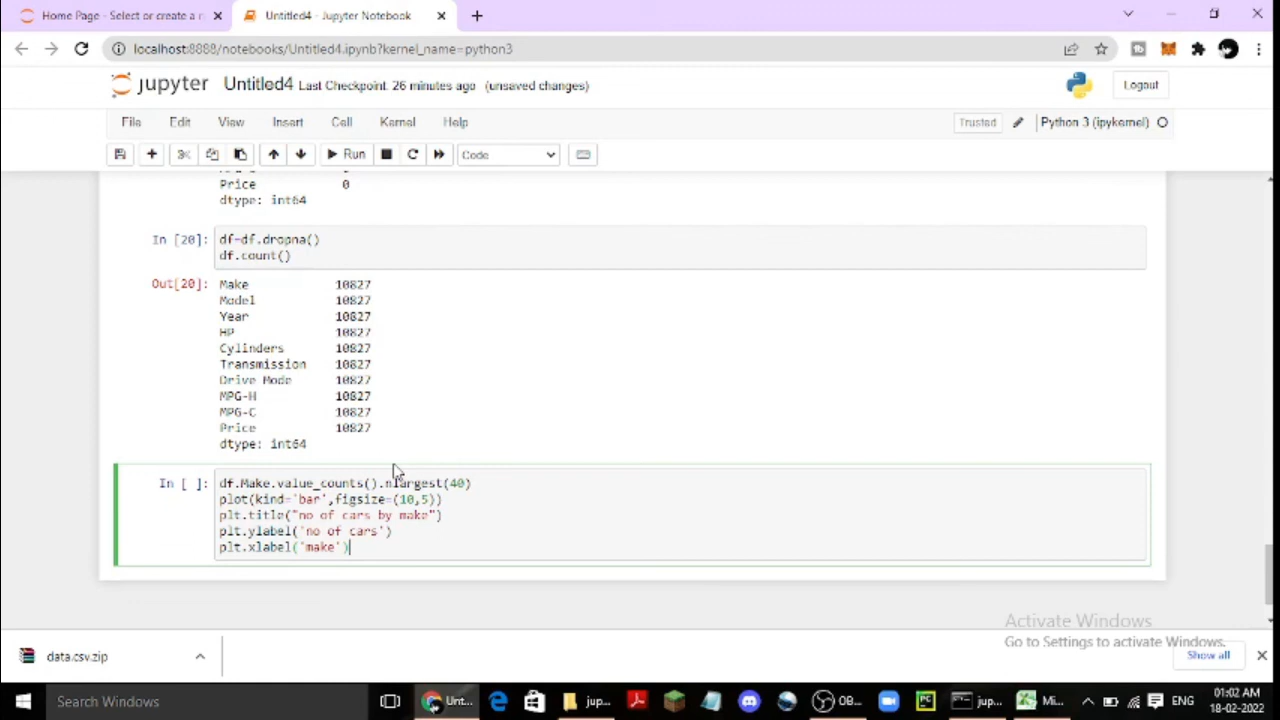 Home Page - Select or create a n
Untitled4 - Jupyter Notebook
localhost:8888/notebooks/Untitled4.ipynb?kernel_name=python3
jupyter Untitled4 Last Checkpoint: 26 minutes ago (unsaved changes)
Logout
File Edit View Insert Cell Kernel Help
Trusted
Python 3 (ipykernel)
Run
Code
Price 0
dtype: int64
In [20]: df=df.dropna()
df.count()
Out[20]: Make 10827
Model 10827
Year 10827
HP 10827
Cylinders 10827
Transmission 10827
Drive Mode 10827
MPG-H 10827
MPG-C 10827
Price 10827
dtype: int64
In [ ]: df.Make.value_counts().nlargest(40)
plot(kind='bar',figsize=(10,5))
plt.title("no of cars by make")
plt.ylabel('no of cars')
plt.xlabel('make')
Activate Windows
Go to Settings to activate Windows.
data.csv.zip
Show all
Search Windows
Unt...
jup...
OB...
jup...
Mi...
ENG
01:02 AM
18-02-2022